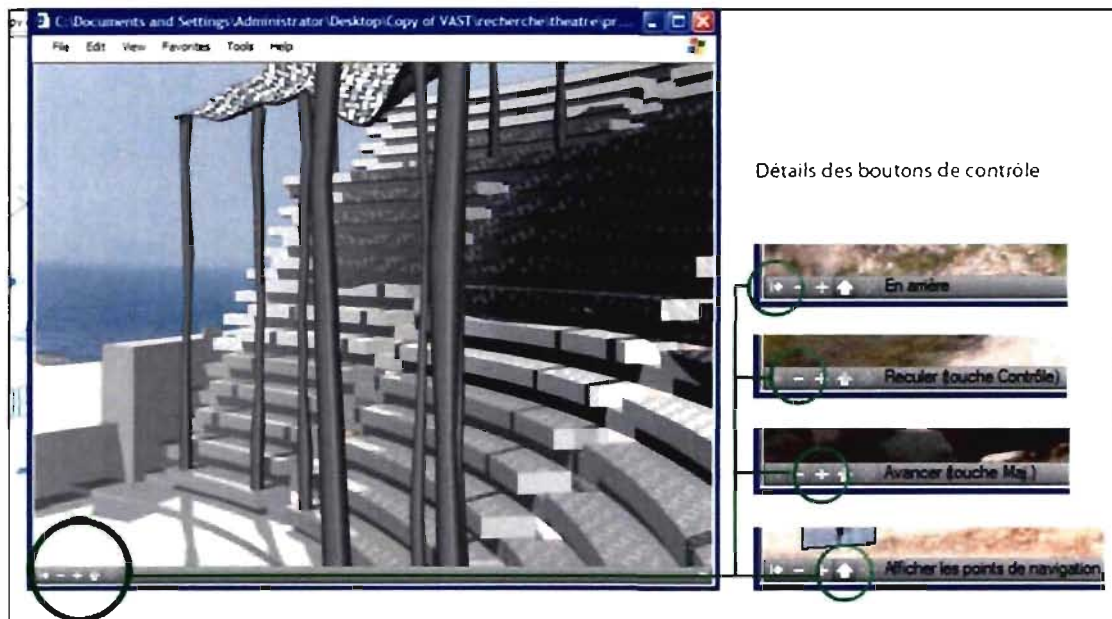 C:\Documents and Settings\Administrator\Desktop\Copy of VAST\recherche\theatre\pr...
File Edit View Favorites Tools Help
Détails des boutons de contrôle
En arrière
Reculer (touche Contrôle)
Avancer (touche Maj.)
Afficher les points de navigation